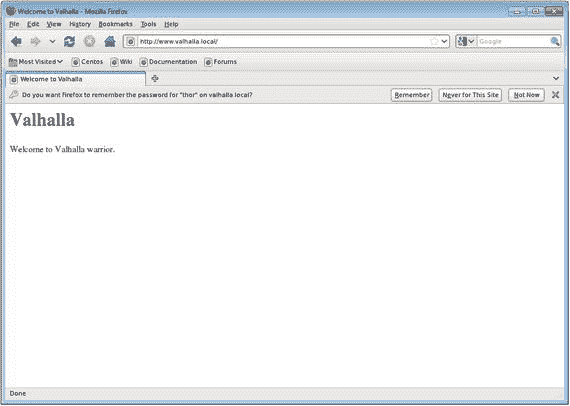 Welcome to Valhalla - Mozilla Firefox
File Edit View History Bookmarks Tools Help
http://www.valhalla.local/
Google
Most Visited Centos Wiki Documentation Forums
Welcome to Valhalla
Do you want Firefox to remember the password for "thor" on valhalla.local? Remember Never for This Site Not Now
Valhalla
Welcome to Valhalla warrior.
Done